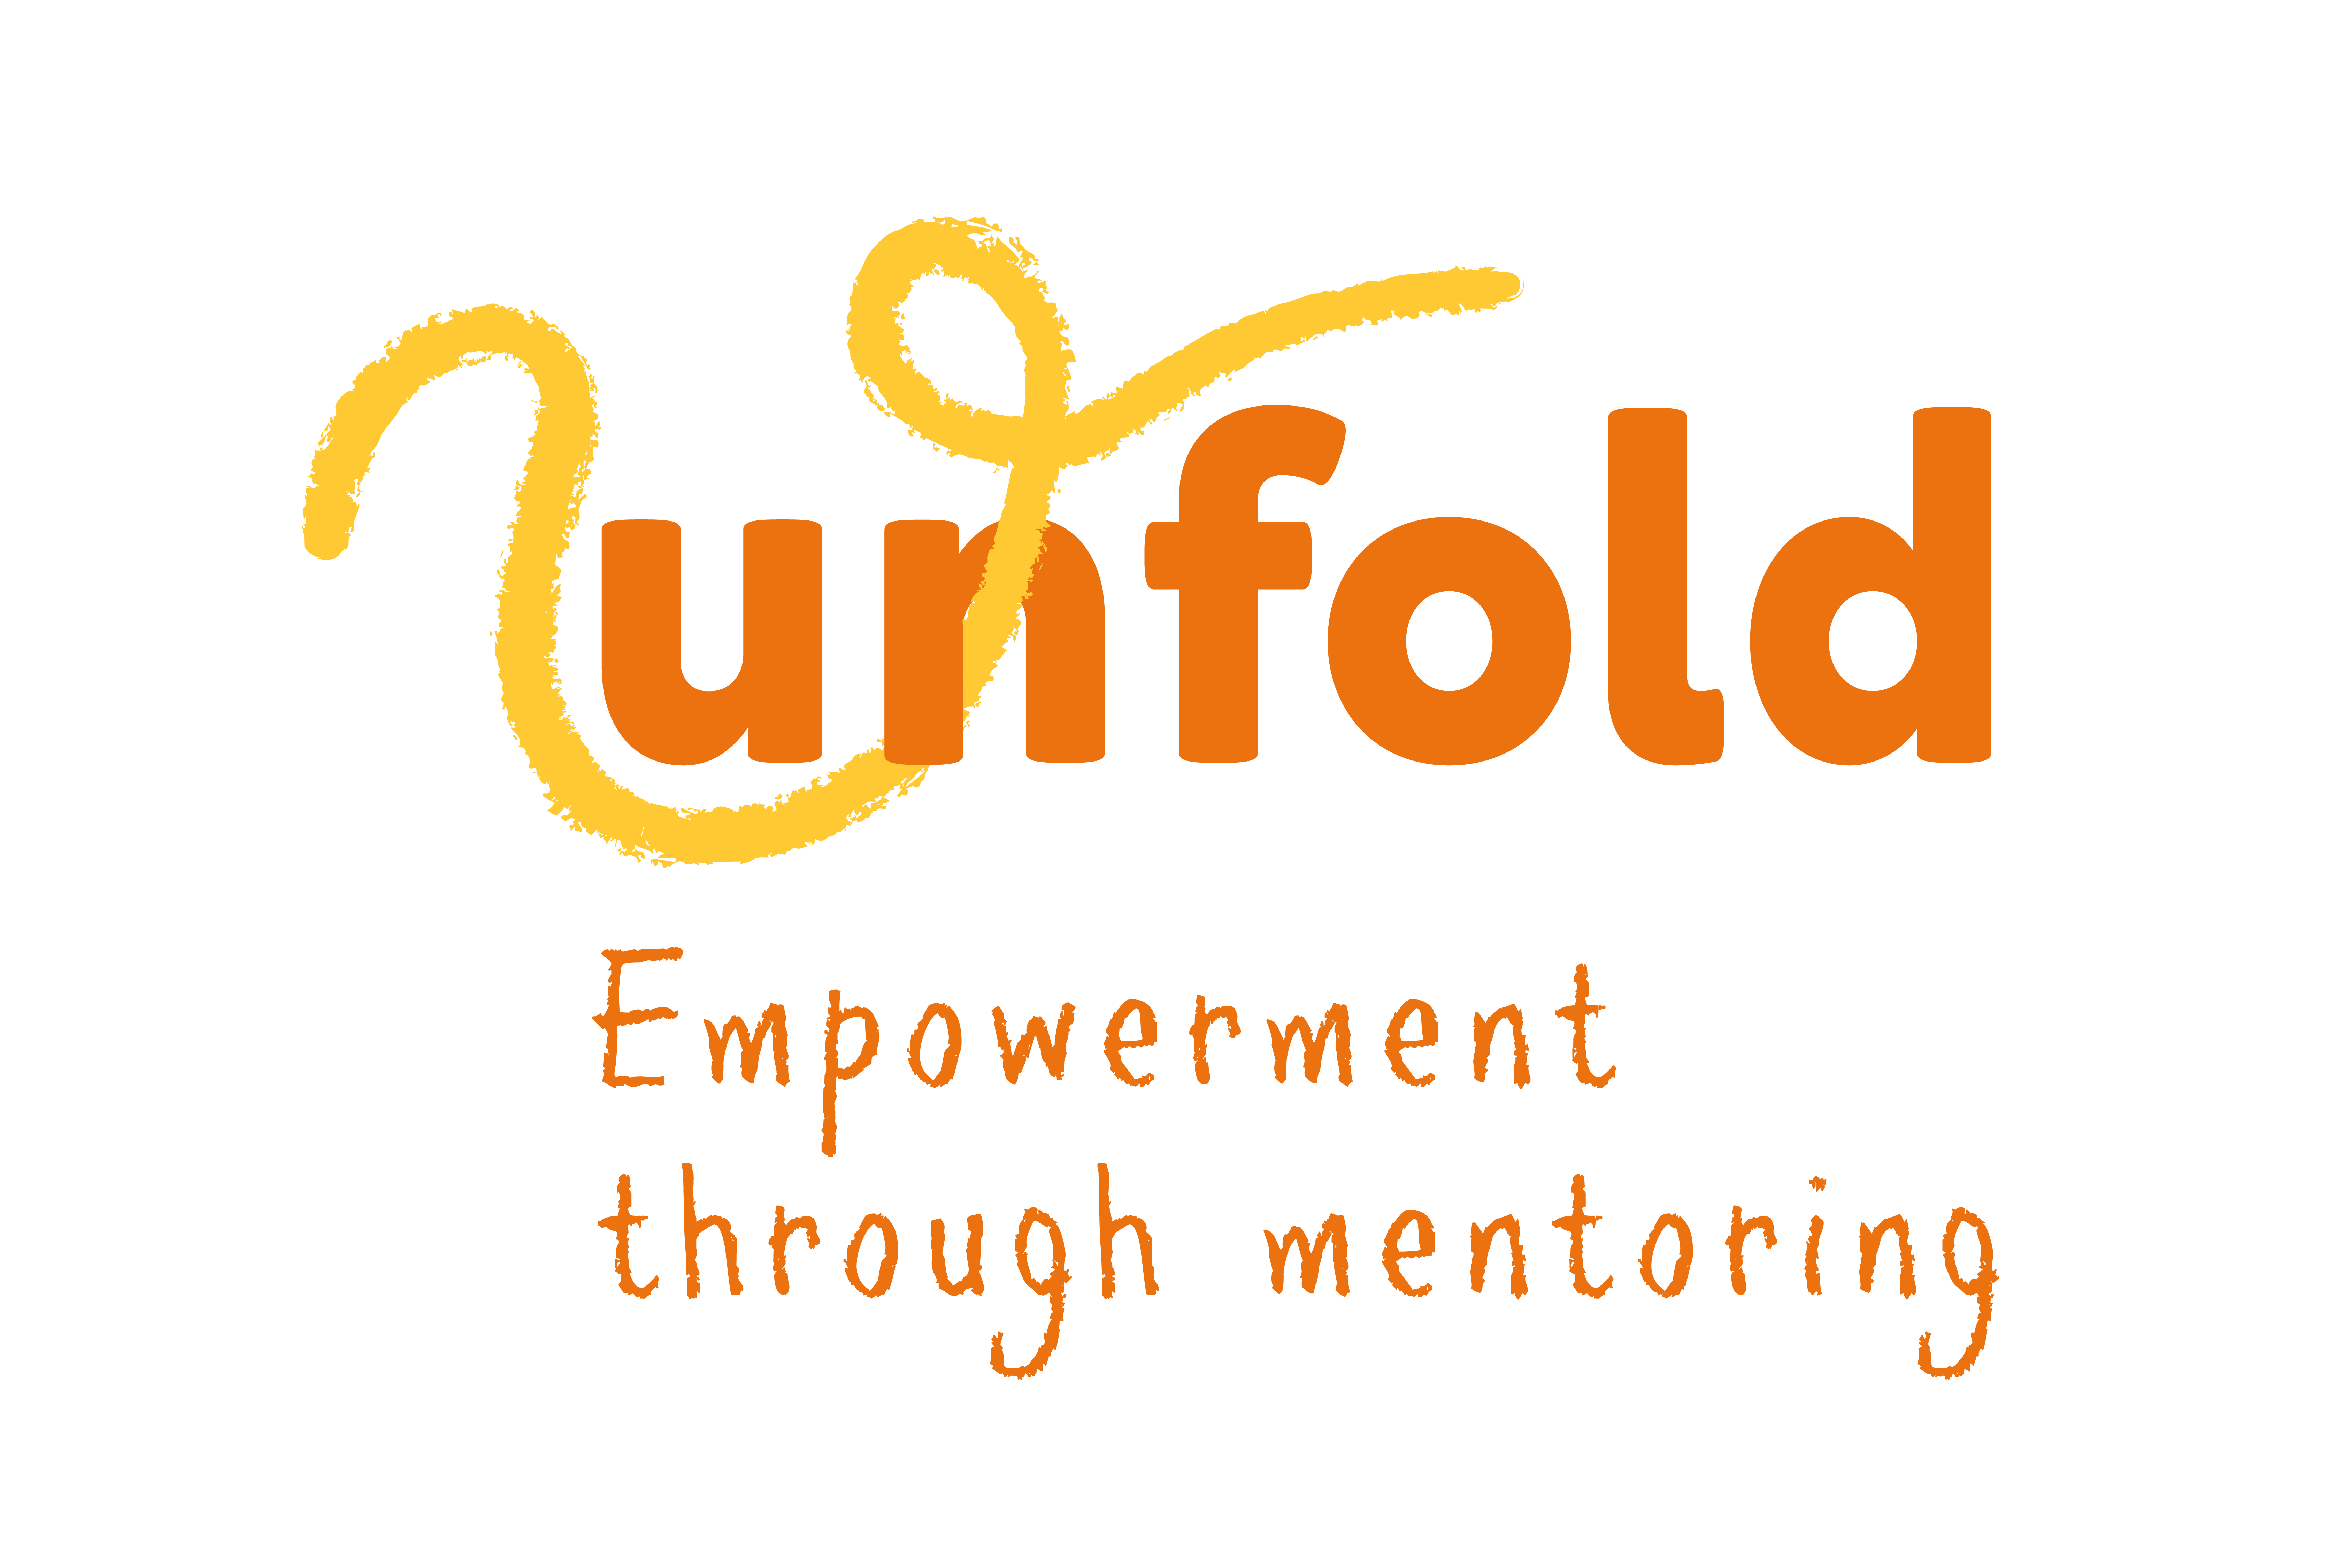 unfold
Empowerment
through mentoring